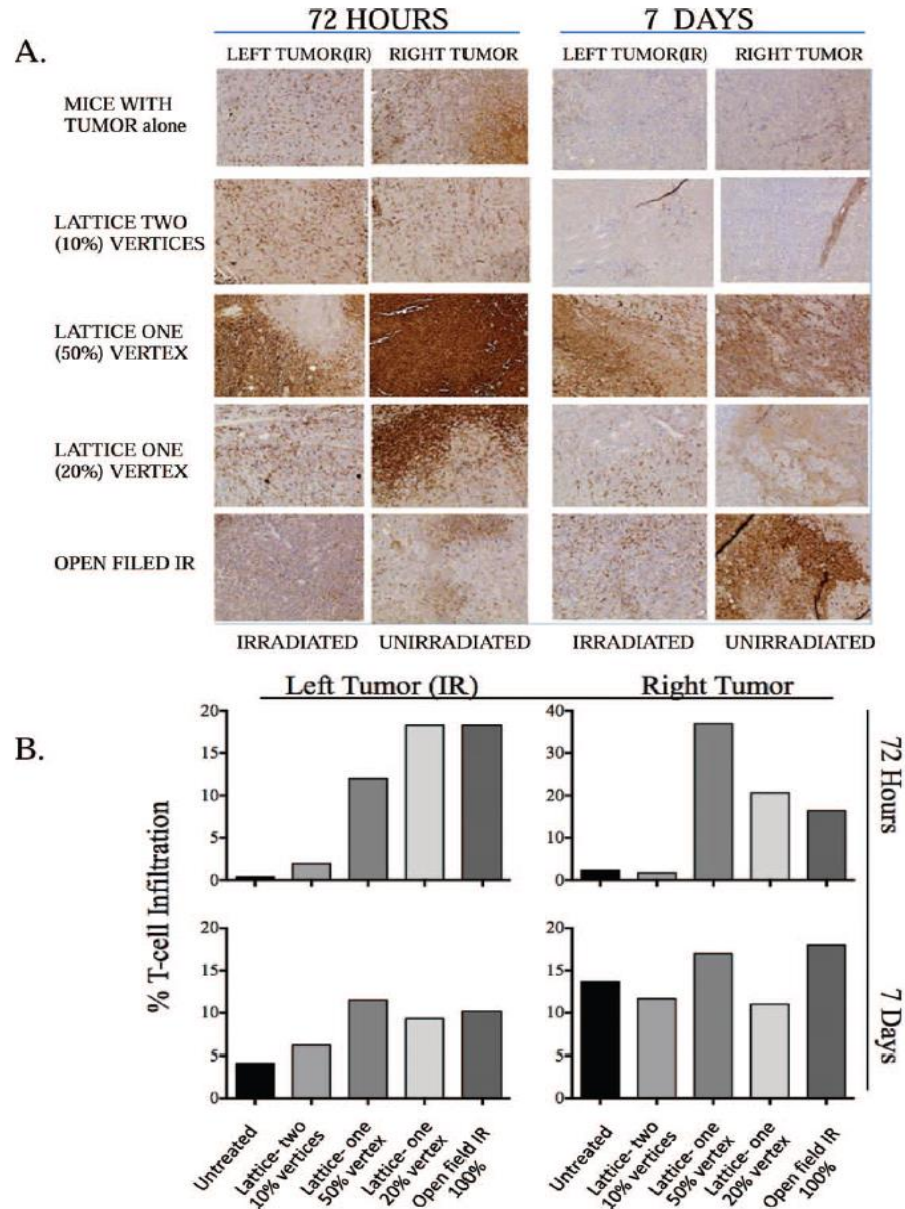 72 HOURS
7 DAYS
A.
LEFT TUMOR(IR)
RIGHT TUMOR
LEFT TUMOR(IR)
RIGHT TUMOR
MICE WITH
TUMOR alone
LATTICE TWO
(10%) VERTICES
LATTICE ONE
(50%) VERTEX
LATTICE ONE
(20%) VERTEX
OPEN FILED IR
IRRADIATED
UNIRRADIATED
IRRADIATED
UNIRRADIATED
B.
Left Tumor (IR)
Right Tumor
% T-cell Infiltration
20
15
10
5
0
40
30
20
10
0
72 Hours
20
15
10
5
0
20
15
10
5
0
7 Days
Untreated
Lattice- two
10% vertices
Lattice- one
50% vertex
Lattice- one
20% vertex
Open field IR
100%
Untreated
Lattice- two
10% vertices
Lattice- one
50% vertex
Lattice- one
20% vertex
Open field IR
100%